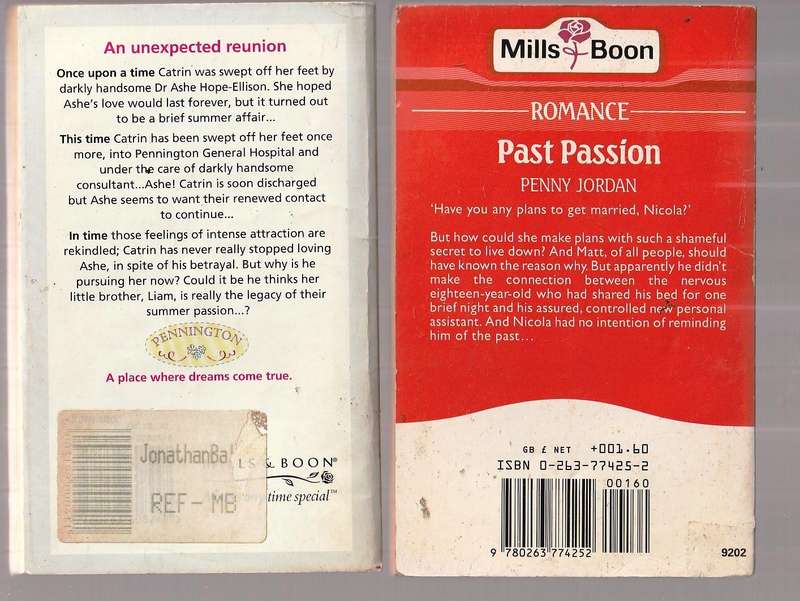 An unexpected reunion
Once upon a time Catrin was swept off her feet by
darkly handsome Dr Ashe Hope-Ellison. She hoped
Ashe's love would last forever, but it turned out
to be a brief summer affair...
This time Catrin has been swept off her feet once
more, into Pennington General Hospital and
under the care of darkly handsome
consultant...Ashe! Catrin is soon discharged
but Ashe seems to want their renewed contact
to continue...
In time those feelings of intense attraction are
rekindled; Catrin has never really stopped loving
Ashe, in spite of his betrayal. But why is he
pursuing her now? Could it be he thinks her
little brother, Liam, is really the legacy of their
summer passion...?
PENNINGTON
A place where dreams come true.
JonathanBa
REF- MB
LS & BOON®
time special™
Mills & Boon
ROMANCE
Past Passion
PENNY JORDAN
'Have you any plans to get married, Nicola?'
But how could she make plans with such a shameful
secret to live down? And Matt, of all people, should
have known the reason why. But apparently he didn't
make the connection between the nervous
eighteen-year-old who had shared his bed for one
brief night and his assured, controlled new personal
assistant. And Nicola had no intention of reminding
him of the past...
GB £ NET +001.60
ISBN 0-263-77425-2
00160
9 780263 774252
9202